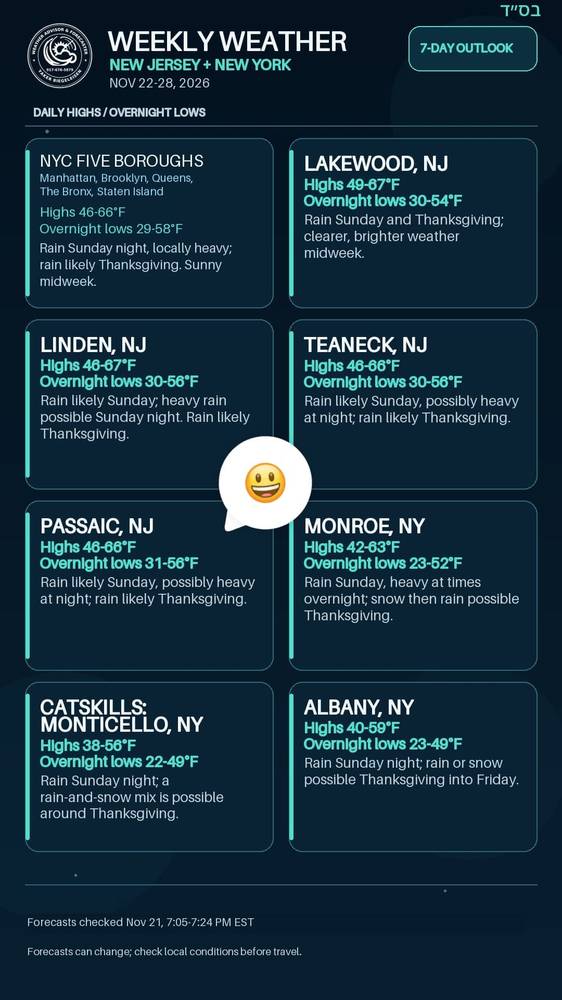 בס״ד
WEEKLY WEATHER
NEW JERSEY + NEW YORK
NOV 22-28, 2026
7-DAY OUTLOOK
WEATHER ADVISOR & FORECASTER
917-676-5873
DAILY HIGHS / OVERNIGHT LOWS
NYC FIVE BOROUGHS
Manhattan, Brooklyn, Queens,
The Bronx, Staten Island
Highs 46-66°F
Overnight lows 29-58°F
Rain Sunday night, locally heavy;
rain likely Thanksgiving. Sunny
midweek.
LAKEWOOD, NJ
Highs 49-67°F
Overnight lows 30-54°F
Rain Sunday and Thanksgiving;
clearer, brighter weather
midweek.
LINDEN, NJ
Highs 46-67°F
Overnight lows 30-56°F
Rain likely Sunday; heavy rain
possible Sunday night. Rain likely
Thanksgiving.
TEANECK, NJ
Highs 46-66°F
Overnight lows 30-56°F
Rain likely Sunday, possibly heavy
at night; rain likely Thanksgiving.
PASSAIC, NJ
Highs 46-66°F
Overnight lows 31-56°F
Rain likely Sunday, possibly heavy
at night; rain likely Thanksgiving.
MONROE, NY
Highs 42-63°F
Overnight lows 23-52°F
Rain Sunday, heavy at times
overnight; snow then rain possible
Thanksgiving.
CATSKILLS:
MONTICELLO, NY
Highs 38-56°F
Overnight lows 22-49°F
Rain Sunday night; a
rain-and-snow mix is possible
around Thanksgiving.
ALBANY, NY
Highs 40-59°F
Overnight lows 23-49°F
Rain Sunday night; rain or snow
possible Thanksgiving into Friday.
Forecasts checked Nov 21, 7:05-7:24 PM EST
Forecasts can change; check local conditions before travel.